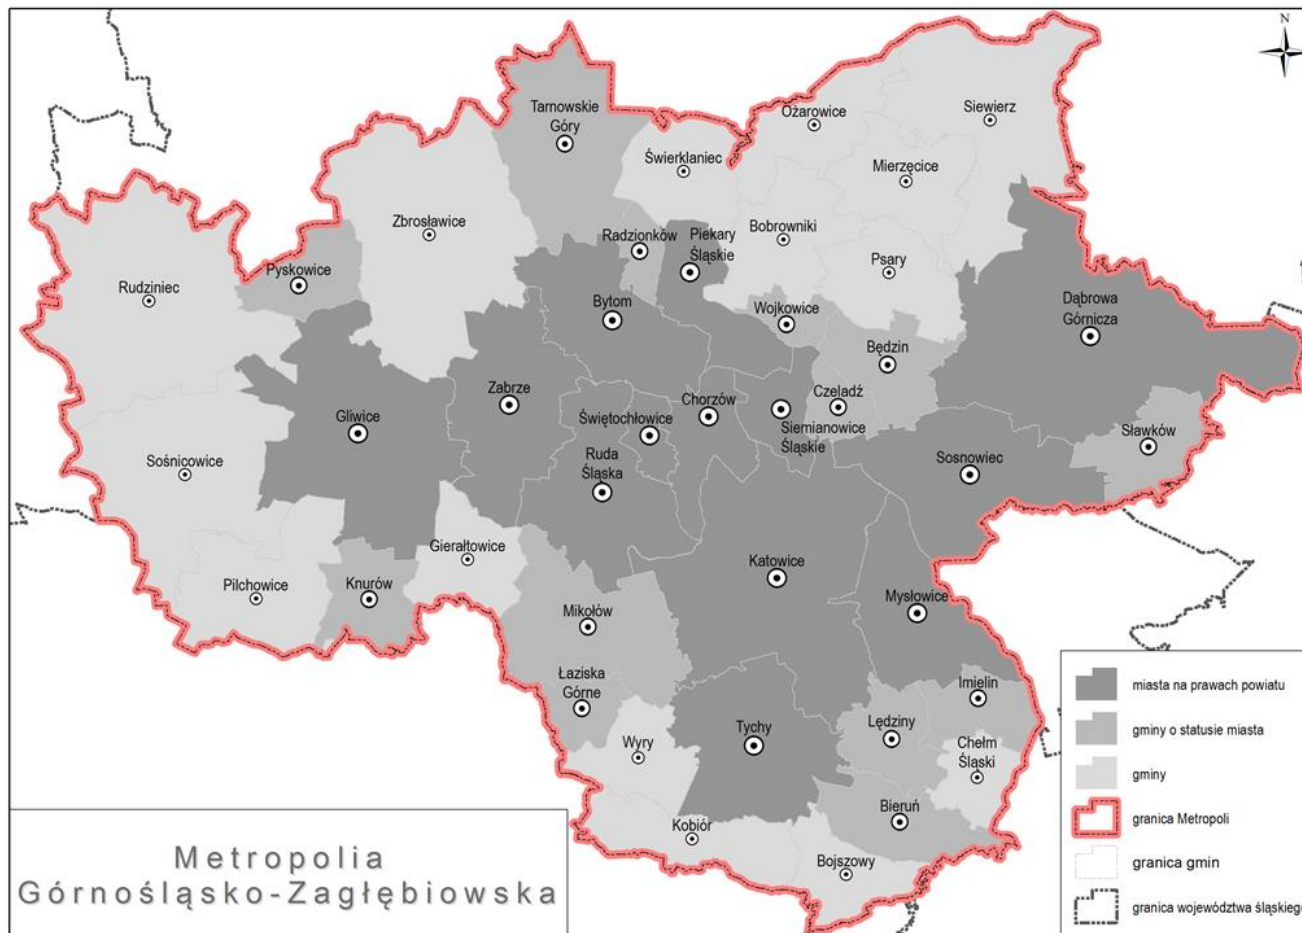 N
Tarnowskie
Góry
Ożarowice
Siewierz
Świerklaniec
Mierzęcice
Zbrosławice
Radzionków
Piekary
Śląskie
Bobrowniki
Psary
Pyskowice
Rudziniec
Bytom
Wojkowice
Dąbrowa
Górnicza
Będzin
Zabrze
Chorzów
Czeladź
Gliwice
Świętochłowice
Siemianowice
Śląskie
Sławków
Ruda
Śląska
Sośnicowice
Sosnowiec
Gierałtowice
Katowice
Pilchowice
Knurów
Mysłowice
Mikołów
Łaziska
Górne
Imielin
Lędziny
Wyry
Tychy
Chełm
Śląski
Bieruń
Kobiór
Bojszowy
miasta na prawach powiatu
gminy o statusie miasta
gminy
granica Metropoli
granica gmin
granica województwa śląskiego
Metropolia
Górnośląsko-Zagłębiowska